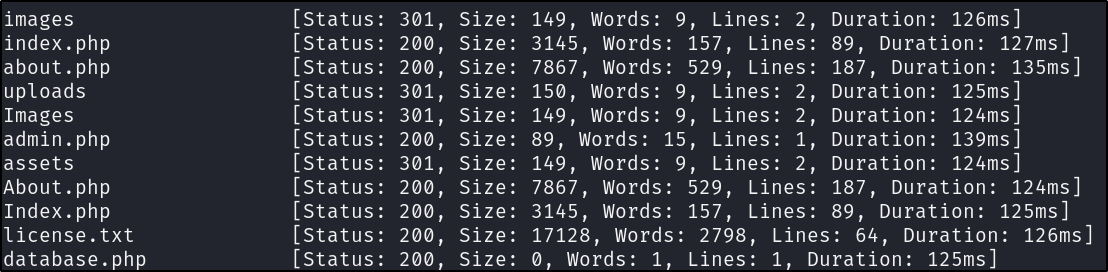 images                  [Status: 301, Size: 149, Words: 9, Lines: 2, Duration: 126ms]
index.php               [Status: 200, Size: 3145, Words: 157, Lines: 89, Duration: 127ms]
about.php               [Status: 200, Size: 7867, Words: 529, Lines: 187, Duration: 135ms]
uploads                 [Status: 301, Size: 150, Words: 9, Lines: 2, Duration: 125ms]
Images                  [Status: 301, Size: 149, Words: 9, Lines: 2, Duration: 124ms]
admin.php               [Status: 200, Size: 89, Words: 15, Lines: 1, Duration: 139ms]
assets                  [Status: 301, Size: 149, Words: 9, Lines: 2, Duration: 124ms]
About.php               [Status: 200, Size: 7867, Words: 529, Lines: 187, Duration: 124ms]
Index.php               [Status: 200, Size: 3145, Words: 157, Lines: 89, Duration: 125ms]
license.txt             [Status: 200, Size: 17128, Words: 2798, Lines: 64, Duration: 126ms]
database.php            [Status: 200, Size: 0, Words: 1, Lines: 1, Duration: 125ms]